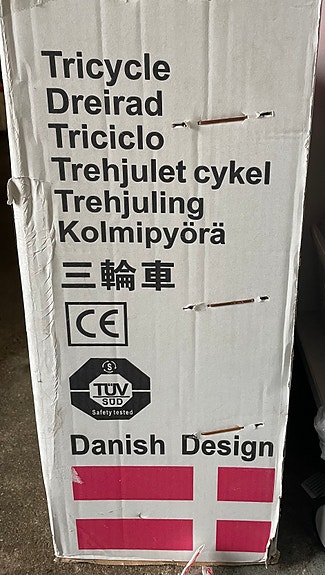 Tricycle
Dreirad
Triciclo
Trehjulet cykel
Trehjuling
Kolmipyörä
三輪車
CE
S
TÜV
SÜD
Safety tested
Danish Design